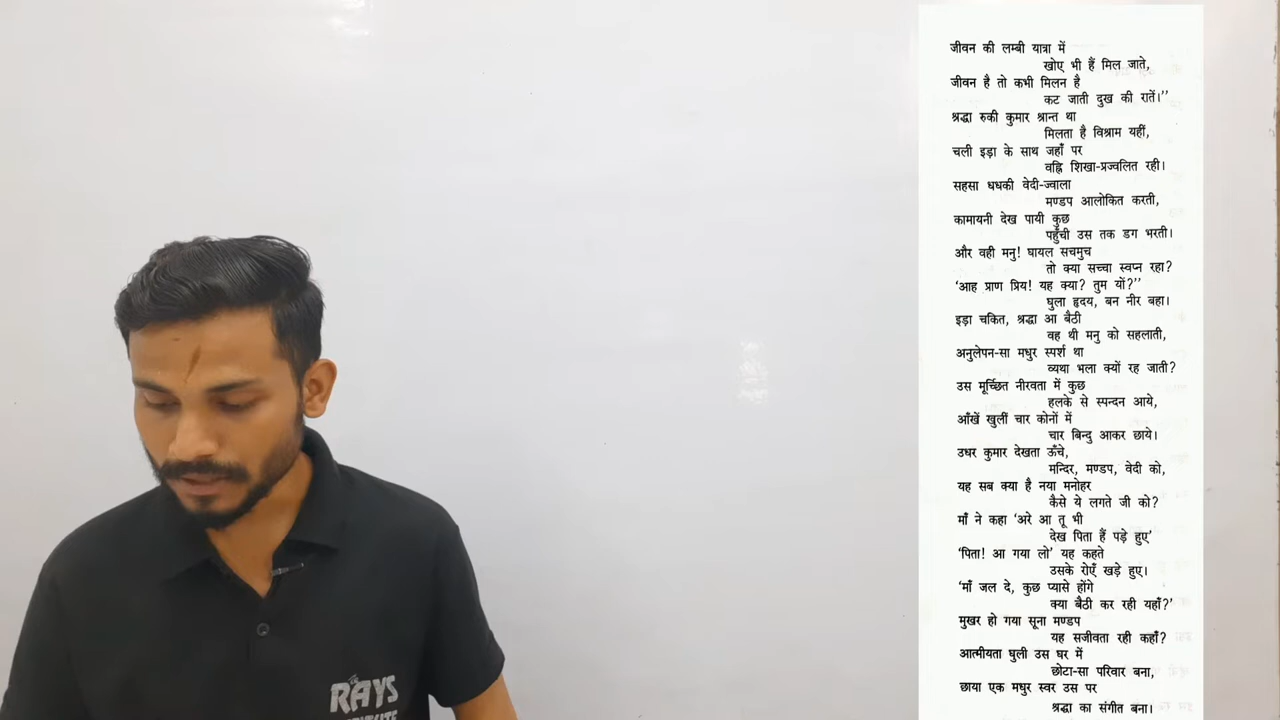 जीवन की लम्बी यात्रा में
खोए भी हैं मिल जाते,
जीवन है तो कभी मिलन है
कट जाती दुख की रातें।”
श्रद्धा रुकी कुमार श्रान्त था
मिलता है विश्राम यहीं,
चली इड़ा के साथ जहाँ पर
वह्नि शिखा-प्रज्वलित रही।
सहसा धधकी वेदी-ज्वाला
मण्डप आलोकित करती,
कामायनी देख पायी कुछ
पहुँची उस तक डग भरती।
और वही मनु! घायल सचमुच
तो क्या सच्चा स्वप्न रहा?
‘आह प्राण प्रिय! यह क्या? तुम यों?”
घुला हृदय, बन नीर बहा।
इड़ा चकित, श्रद्धा आ बैठी
वह थी मनु को सहलाती,
अनुलेपन-सा मधुर स्पर्श था
व्यथा भला क्यों रह जाती?
उस मूर्च्छित नीरवता में कुछ
हलके से स्पन्दन आये,
आँखें खुलीं चार कोनों में
चार बिन्दु आकर छाये।
उधर कुमार देखता ऊँचे,
मन्दिर, मण्डप, वेदी को,
यह सब क्या है नया मनोहर
कैसे ये लगते जी को?
माँ ने कहा ‘अरे आ तू भी
देख पिता हैं पड़े हुए’
‘पिता! आ गया लो’ यह कहते
उसके रोएँ खड़े हुए।
‘माँ जल दे, कुछ प्यासे होंगे
क्या बैठी कर रही यहाँ?’
मुखर हो गया सूना मण्डप
यह सजीवता रही कहाँ?
आत्मीयता घुली उस घर में
छोटा-सा परिवार बना,
छाया एक मधुर स्वर उस पर
श्रद्धा का संगीत बना।
RAYS